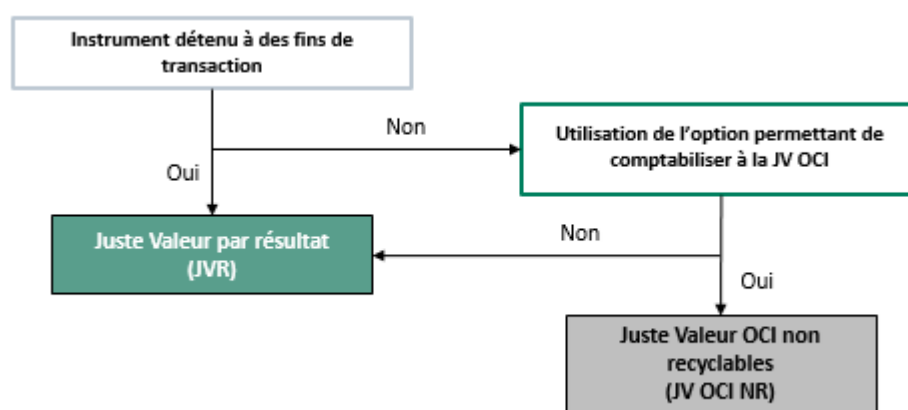 Instrument détenu à des fins de
transaction
Non
Utilisation de l'option permettant de
comptabiliser à la JV OCI
Oui
Juste Valeur par résultat
(JVR)
Non
Oui
Juste Valeur OCI non
recyclables
(JV OCI NR)